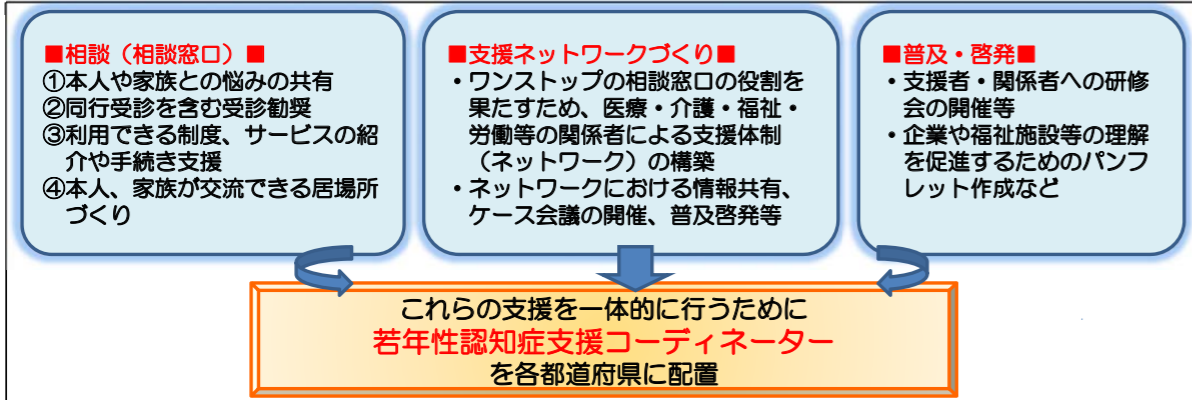 ■相談（相談窓口）■
①本人や家族との悩みの共有
②同行受診を含む受診勧奨
③利用できる制度、サービスの紹
介や手続き支援
④本人、家族が交流できる居場所
づくり
■支援ネットワークづくり■
・ワンストップの相談窓口の役割を
果たすため、医療・介護・福祉・
労働等の関係者による支援体制
（ネットワーク）の構築
・ネットワークにおける情報共有、
ケース会議の開催、普及啓発等
■普及・啓発■
・支援者・関係者への研修
会の開催等
・企業や福祉施設等の理解
を促進するためのパンフ
レット作成など
これらの支援を一体的に行うために
若年性認知症支援コーディネーター
を各都道府県に配置